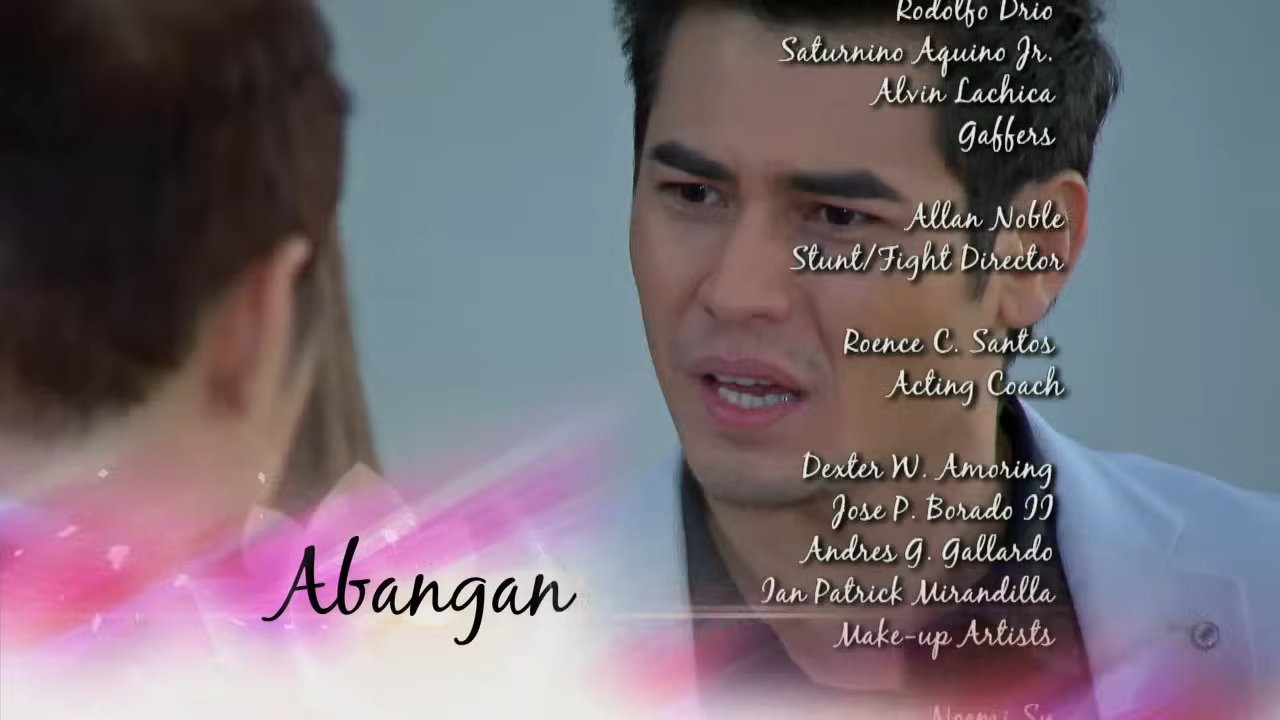 Rodolfo Drio
Saturnino Aquino Jr.
Alvin Lachica
Gaffers
Allan Noble
Stunt/Fight Director
Roence C. Santos
Acting Coach
Dexter W. Amoring
Jose P. Borado II
Andres G. Gallardo
Ian Patrick Mirandilla
Make-up Artists
Abangan